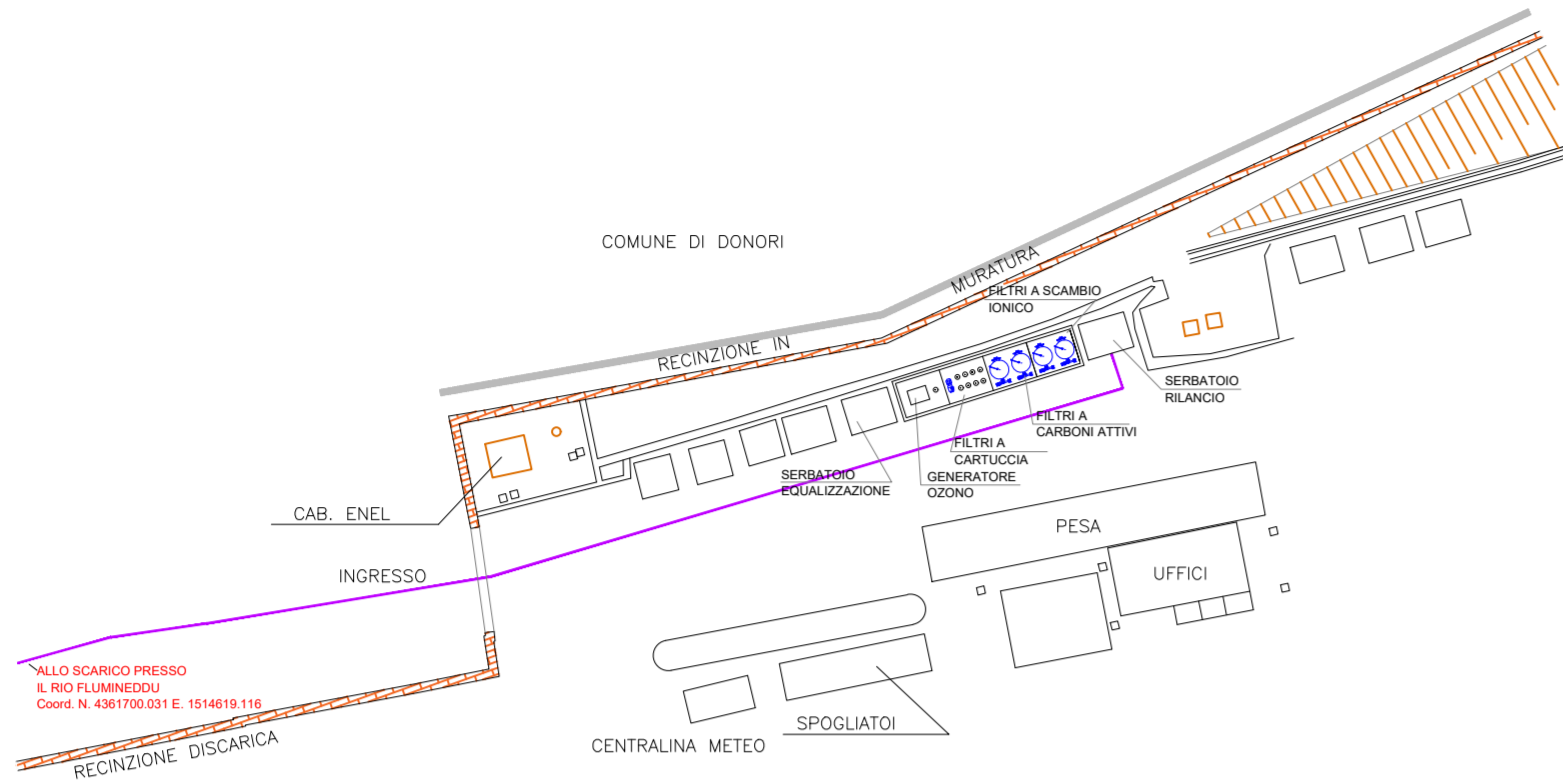 COMUNE DI DONORI
MURATURA
FILTRI A SCAMBIO
IONICO
RECINZIONE IN
SERBATOIO
RILANCIO
FILTRI A
CARBONI ATTIVI
FILTRI A
CARTUCCIA
SERBATOIO
EQUALIZZAZIONE
GENERATORE
OZONO
CAB. ENEL
PESA
INGRESSO
UFFICI
ALLO SCARICO PRESSO
IL RIO FLUMINEDDU
Coord. N. 4361700.031 E. 1514619.116
SPOGLIATOI
CENTRALINA METEO
RECINZIONE DISCARICA